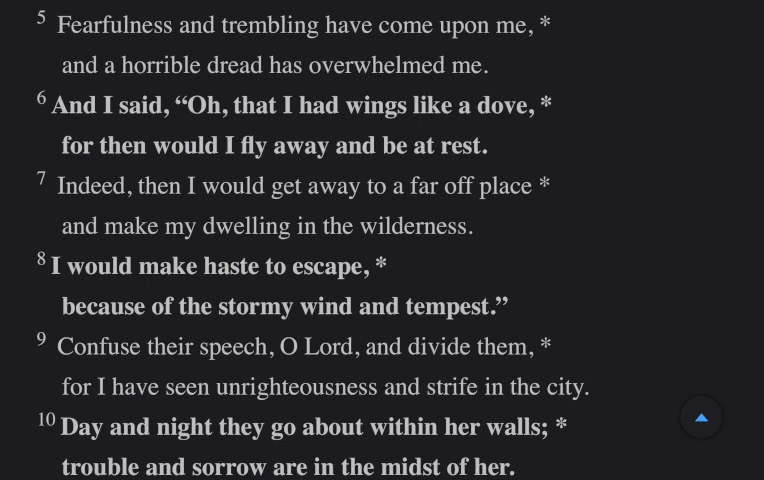 5 Fearfulness and trembling have come upon me, *
and a horrible dread has overwhelmed me.
6 And I said, “Oh, that I had wings like a dove, *
for then would I fly away and be at rest.
7 Indeed, then I would get away to a far off place *
and make my dwelling in the wilderness.
8 I would make haste to escape, *
because of the stormy wind and tempest.”
9 Confuse their speech, O Lord, and divide them, *
for I have seen unrighteousness and strife in the city.
10 Day and night they go about within her walls; *
trouble and sorrow are in the midst of her.